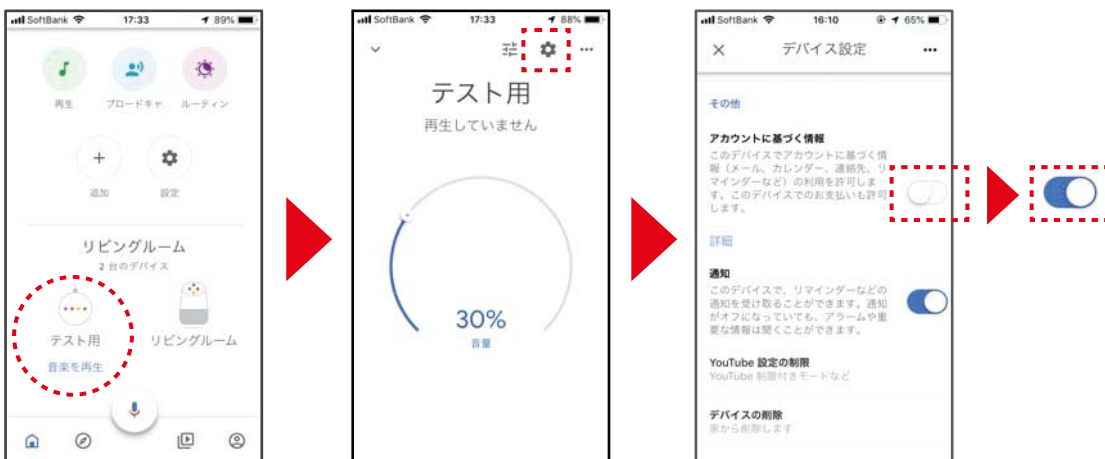 SoftBank 17:33 89%
再生 ブロードキャ ルーティン
追加 設定
リビングルーム
2 台のデバイス
テスト用 リビングルーム
音楽を再生
SoftBank 17:33 88%
テスト用
再生していません
30%
音量
SoftBank 16:10 65%
デバイス設定
その他
アカウントに基づく情報
このデバイスでアカウントに基づく情
報（メール、カレンダー、連絡先、リ
マインダーなど）の利用を許可しま
す。このデバイスでのお支払いも許可
します。
詳細
通知
このデバイスで、リマインダーなどの
通知を受け取ることができます。通知
がオフになっていても、アラームや重
要な情報は聞くことができます。
YouTube 設定の制限
YouTube 制限付きモードなど
デバイスの削除
家から削除します